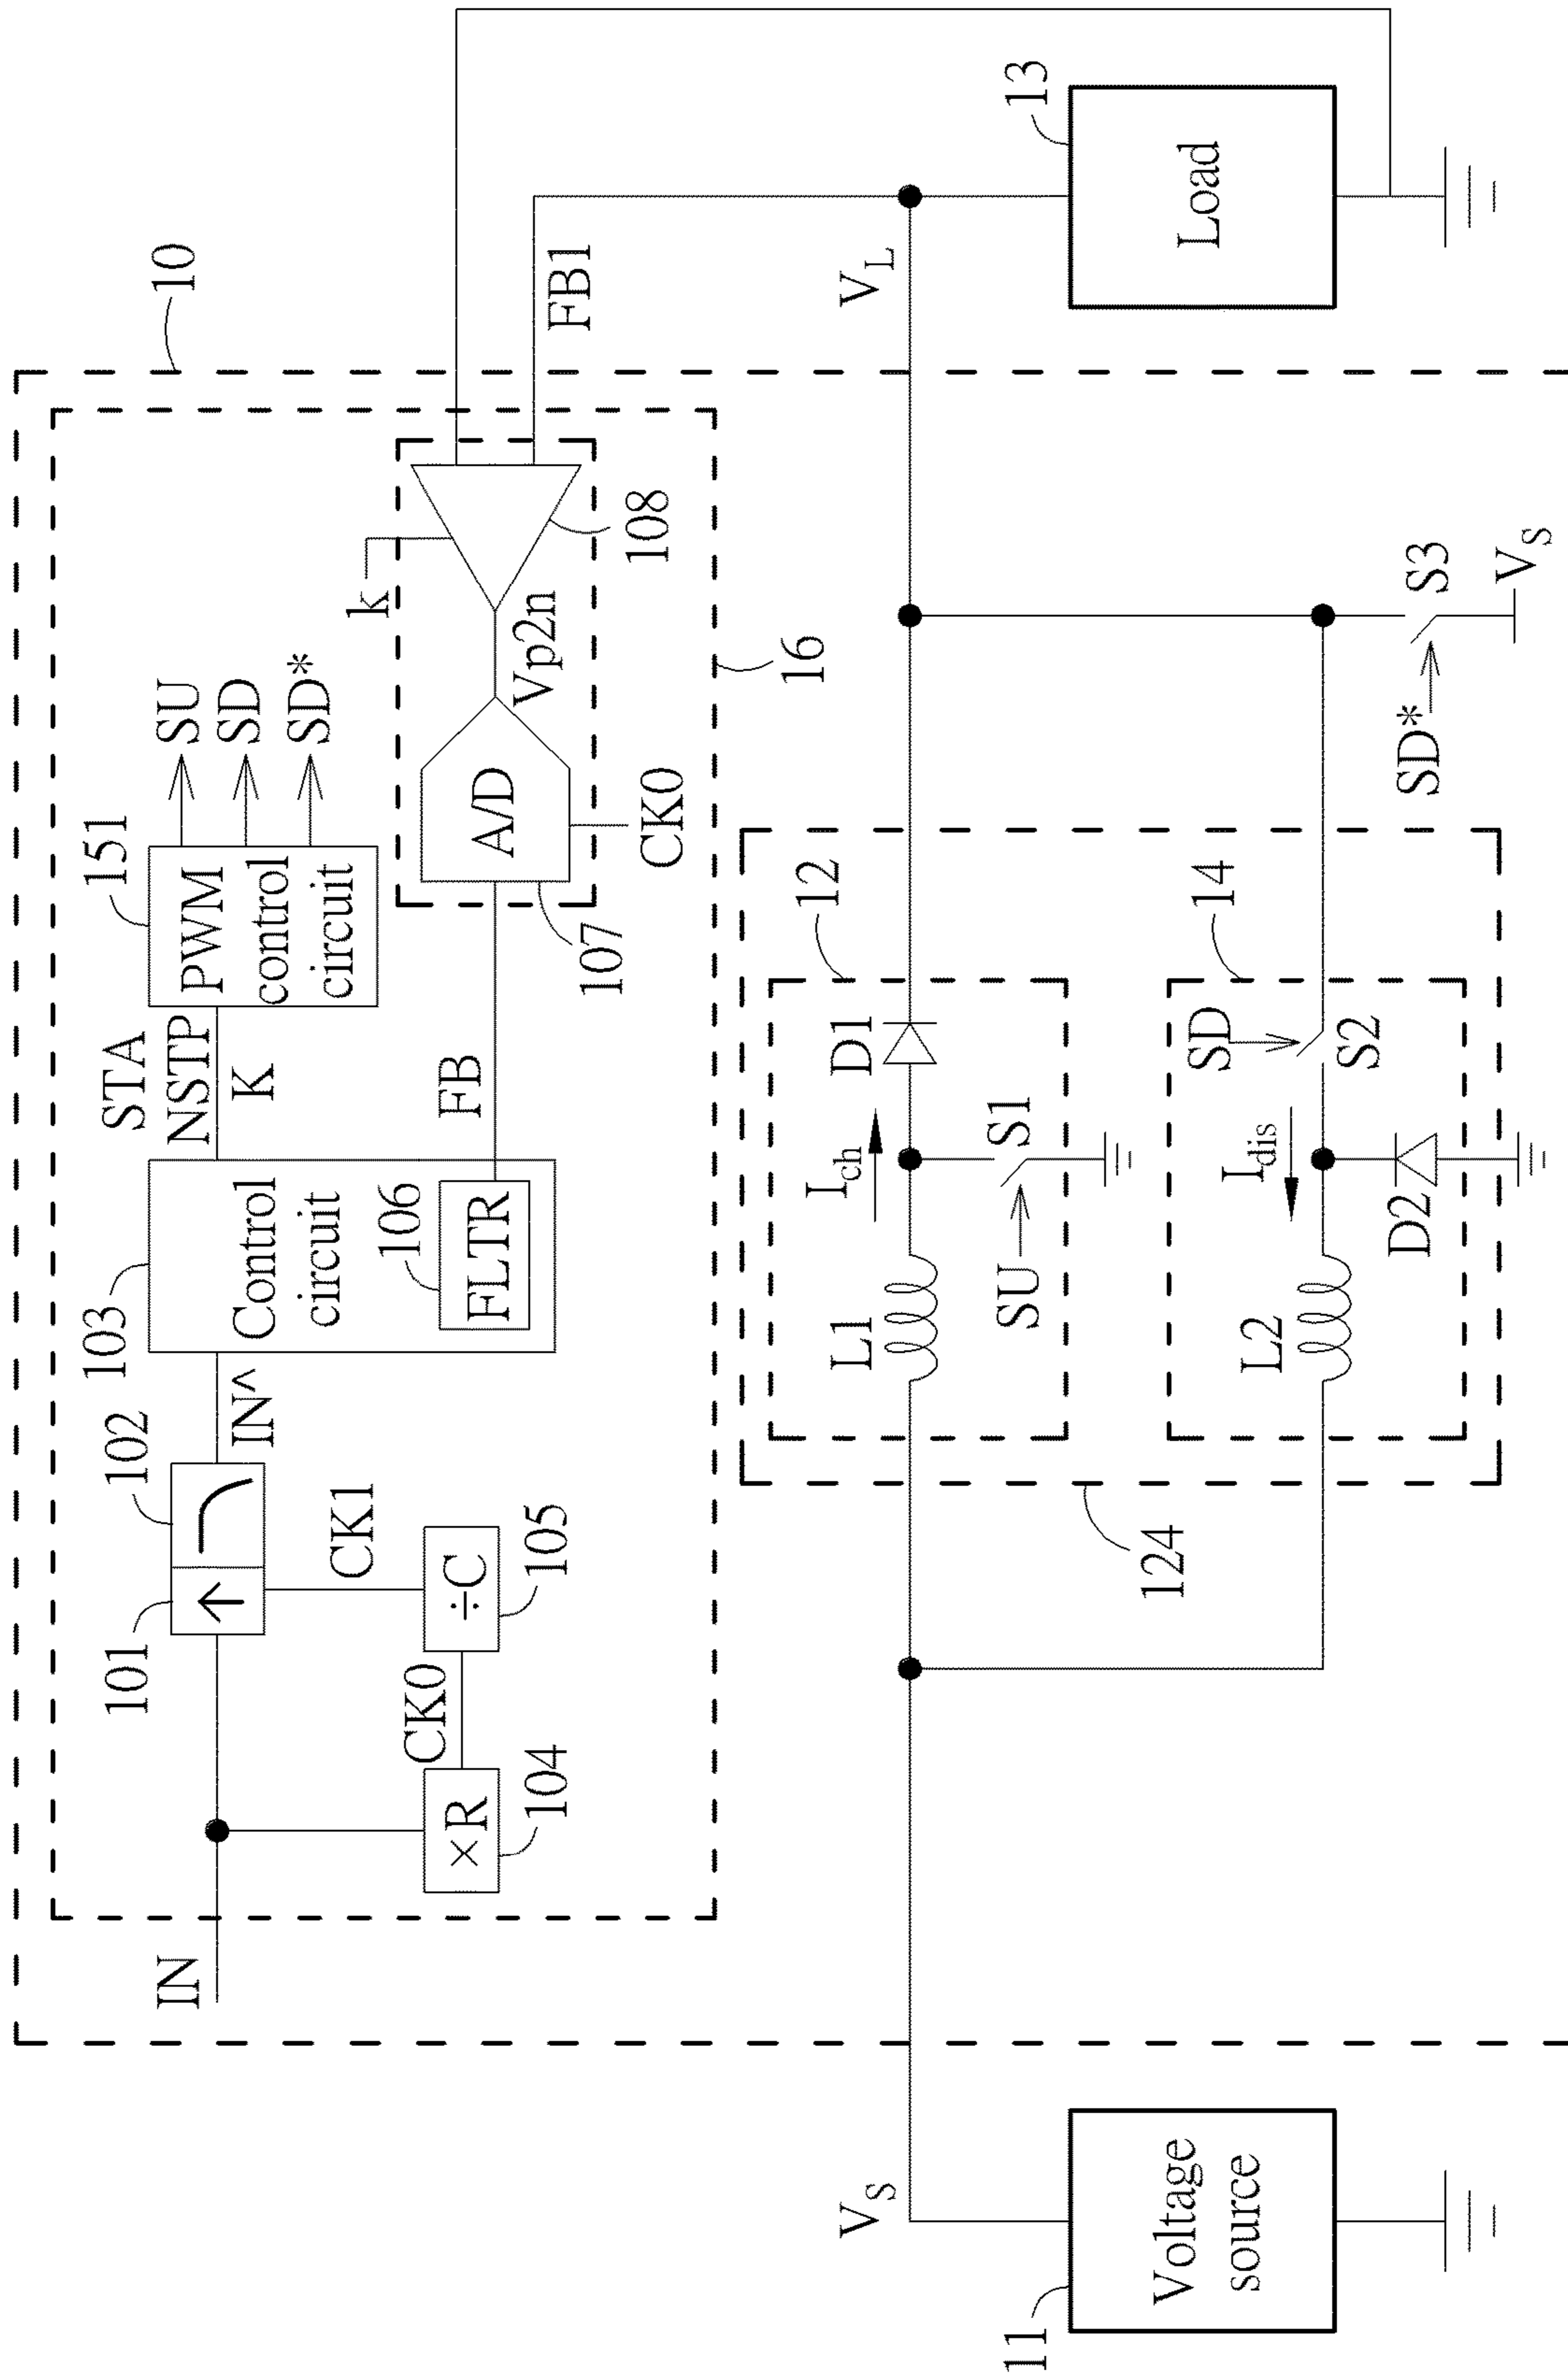 10
IN
101
102
IN^
103
Control
circuit
106
FLTR
STA
NSTP
K
151
PWM
control
circuit
SU
SD
SD*
×R
104
CK0
÷C
105
CK1
FB
107
A/D
CK0
Vp2n
k
108
16
FB1
11
Voltage
source
VS
124
12
L1
Ich
D1
SU
S1
14
L2
Idis
D2
SD
S2
SD*
S3
VS
VL
13
Load